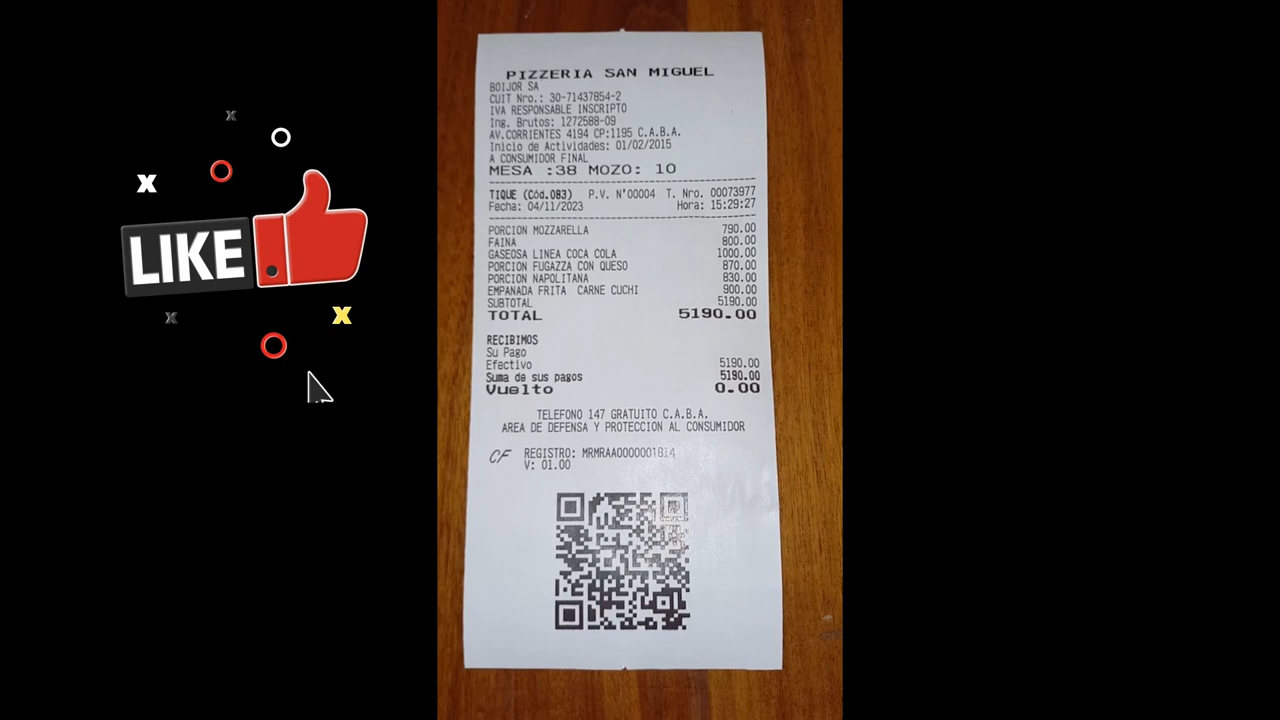 LIKE
PIZZERIA SAN MIGUEL
BOIJOR SA
CUIT Nro.: 30-71437854-2
IVA RESPONSABLE INSCRIPTO
Ing. Brutos: 1272588-09
AV.CORRIENTES 4194 CP:1195 C.A.B.A.
Inicio de Actividades: 01/02/2015
A CONSUMIDOR FINAL
MESA :38 MOZO: 10
TIQUE (Cód.083) P.V. N°00004 T. Nro. 00073977
Fecha: 04/11/2023 Hora: 15:29:27
PORCION MOZZARELLA 790.00
FAINA 800.00
GASEOSA LINEA COCA COLA 1000.00
PORCION FUGAZZA CON QUESO 870.00
PORCION NAPOLITANA 830.00
EMPANADA FRITA CARNE CUCHI 900.00
SUBTOTAL 5190.00
TOTAL 5190.00
RECIBIMOS
Su Pago
Efectivo 5190.00
Suma de sus pagos 5190.00
Vuelto 0.00
TELEFONO 147 GRATUITO C.A.B.A.
AREA DE DEFENSA Y PROTECCION AL CONSUMIDOR
CF REGISTRO: MRMRAA0000001814
V: 01.00